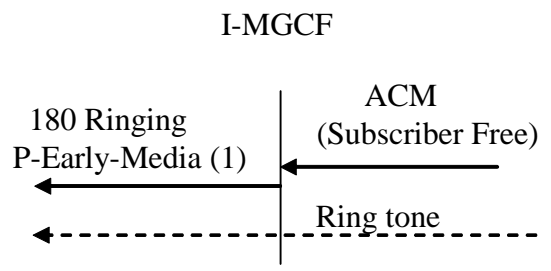 I-MGCF
ACM
180 Ringing
(Subscriber Free)
P-Early-Media (1)
Ring tone